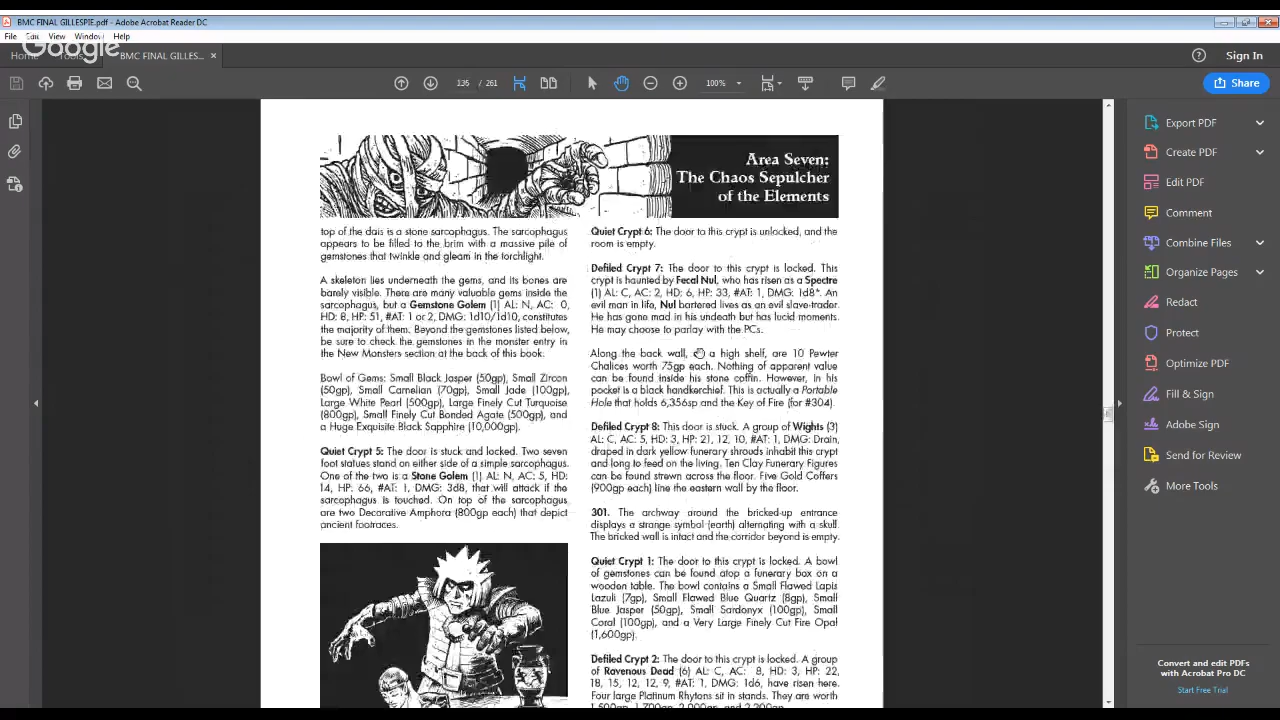 BMC FINAL GILLESPIE.pdf - Adobe Acrobat Reader DC
File Edit View Window Help
Google
Home Tools BMC FINAL GILLES... ×
Sign In
135 / 261
100%
Share
Area Seven:
The Chaos Sepulcher
of the Elements
top of the dais is a stone sarcophagus. The sarcophagus
appears to be filled to the brim with a massive pile of
gemstones that twinkle and gleam in the torchlight.
A skeleton lies underneath the gems, and its bones are
barely visible. There are many valuable gems inside the
sarcophagus, but a Gemstone Golem (1) AL: N, AC: 0,
HD: 8, HP: 51, #AT: 1 or 2, DMG: 1d10/1d10, constitutes
the majority of them. Beyond the gemstones listed below,
be sure to check the gemstones in the monster entry in
the New Monsters section at the back of this book.
Bowl of Gems: Small Black Jasper (50gp), Small Zircon
(50gp), Small Carnelian (70gp), Small Jade (100gp),
Large White Pearl (500gp), Large Finely Cut Turquoise
(800gp), Small Finely Cut Bonded Agate (500gp), and
a Huge Exquisite Black Sapphire (10,000gp).
Quiet Crypt 5: The door is stuck and locked. Two seven
foot statues stand on either side of a simple sarcophagus.
One of the two is a Stone Golem (1) AL: N, AC: 5, HD:
14, HP: 66, #AT: 1, DMG: 3d8, that will attack if the
sarcophagus is touched. On top of the sarcophagus
are two Decorative Amphora (800gp each) that depict
ancient footraces.
Quiet Crypt 6: The door to this crypt is unlocked, and the
room is empty.
Defiled Crypt 7: The door to this crypt is locked. This
crypt is haunted by Fecal Nul, who has risen as a Spectre
(1) AL: C, AC: 2, HD: 6, HP: 33, #AT: 1, DMG: 1d8*. An
evil man in life, Nul bartered lives as an evil slave-trader.
He has gone mad in his undeath but has lucid moments.
He may choose to parlay with the PCs.
Along the back wall, on a high shelf, are 10 Pewter
Chalices worth 75gp each. Nothing of apparent value
can be found inside his stone coffin. However, in his
pocket is a black handkerchief. This is actually a Portable
Hole that holds 6,356sp and the Key of Fire (for #304).
Defiled Crypt 8: This door is stuck. A group of Wights (3)
AL: C, AC: 5, HD: 3, HP: 21, 12, 10, #AT: 1, DMG: Drain,
draped in dark yellow funerary shrouds inhabit this crypt
and long to feed on the living. Ten Clay Funerary Figures
can be found strewn across the floor. Five Gold Coffers
(900gp each) line the eastern wall by the floor.
301. The archway around the bricked-up entrance
displays a strange symbol (earth) alternating with a skull.
The bricked wall is intact and the corridor beyond is empty.
Quiet Crypt 1: The door to this crypt is locked. A bowl
of gemstones can be found atop a funerary box on a
wooden table. The bowl contains a Small Flawed Lapis
Lazuli (7gp), Small Flawed Blue Quartz (8gp), Small
Blue Jasper (50gp), Small Sardonyx (100gp), Small
Coral (100gp), and a Very Large Finely Cut Fire Opal
(1,600gp).
Defiled Crypt 2: The door to this crypt is locked. A group
of Ravenous Dead (6) AL: C, AC: 8, HD: 3, HP: 22,
18, 15, 12, 12, 9, #AT: 1, DMG: 1d6, have risen here.
Four large Platinum Rhytons sit in stands. They are worth
Export PDF
Create PDF
Edit PDF
Comment
Combine Files
Organize Pages
Redact
Protect
Optimize PDF
Fill & Sign
Adobe Sign
Send for Review
More Tools
Convert and edit PDFs
with Acrobat Pro DC
Start Free Trial